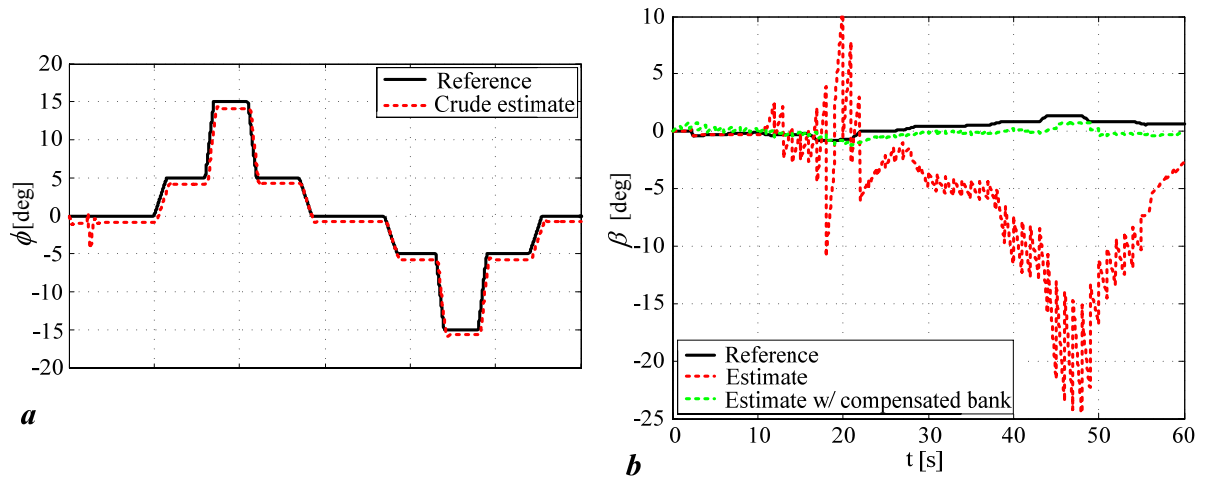 20
15
10
5
0
-5
-10
-15
-20
ϕ [deg]
Reference
Crude estimate
a
10
5
0
-5
-10
-15
-20
-25
β [deg]
Reference
Estimate
Estimate w/ compensated bank
0
10
20
30
40
50
60
t [s]
b